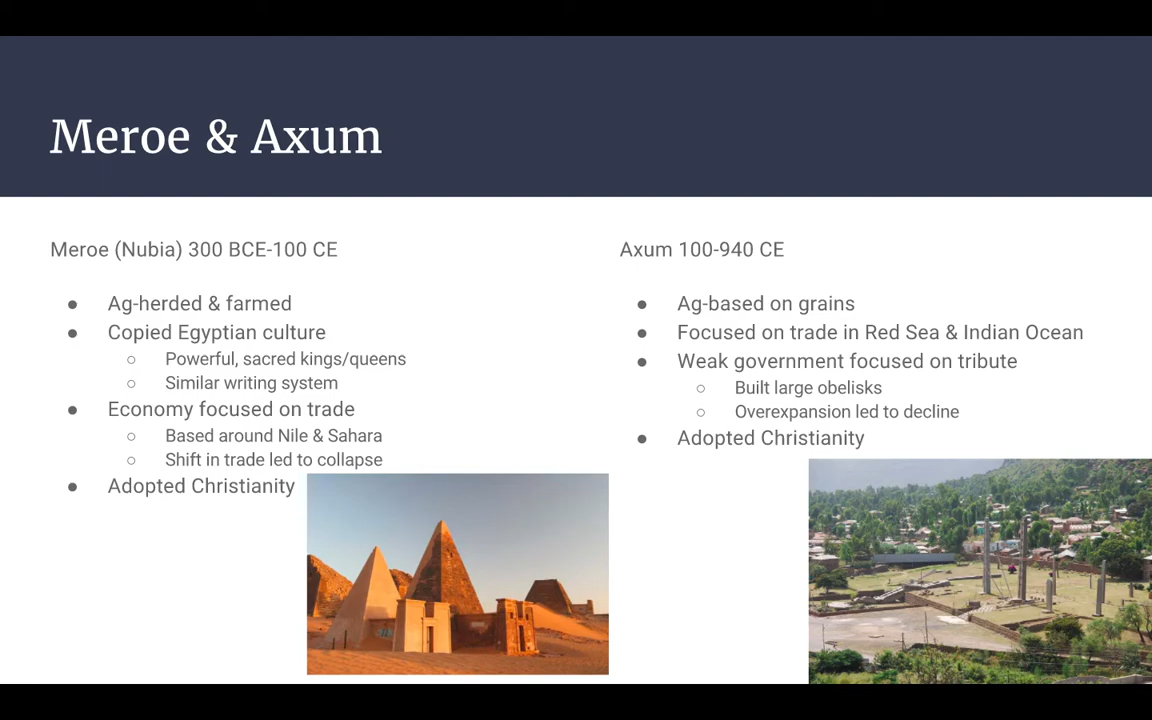 Meroe & Axum
Meroe (Nubia) 300 BCE-100 CE
● Ag-herded & farmed
● Copied Egyptian culture
○ Powerful, sacred kings/queens
○ Similar writing system
● Economy focused on trade
○ Based around Nile & Sahara
○ Shift in trade led to collapse
● Adopted Christianity
Axum 100-940 CE
● Ag-based on grains
● Focused on trade in Red Sea & Indian Ocean
● Weak government focused on tribute
○ Built large obelisks
○ Overexpansion led to decline
● Adopted Christianity